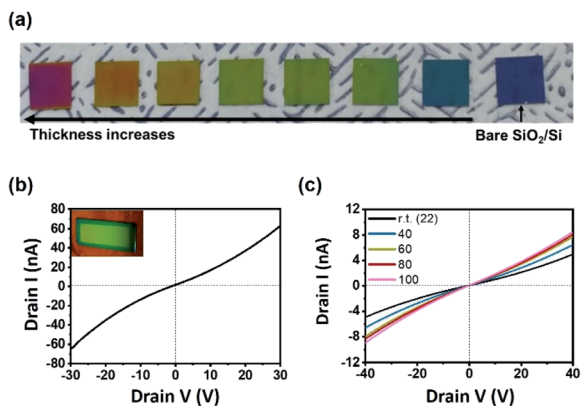 (a)
Thickness increases
Bare SiO₂/Si
(b)
80
60
40
20
0
-20
-40
-60
-80
-30 -20 -10 0 10 20 30
Drain I (nA)
Drain V (V)
(c)
12
8
4
0
-4
-8
-12
-40 -20 0 20 40
Drain I (nA)
Drain V (V)
r.t. (22)
40
60
80
100